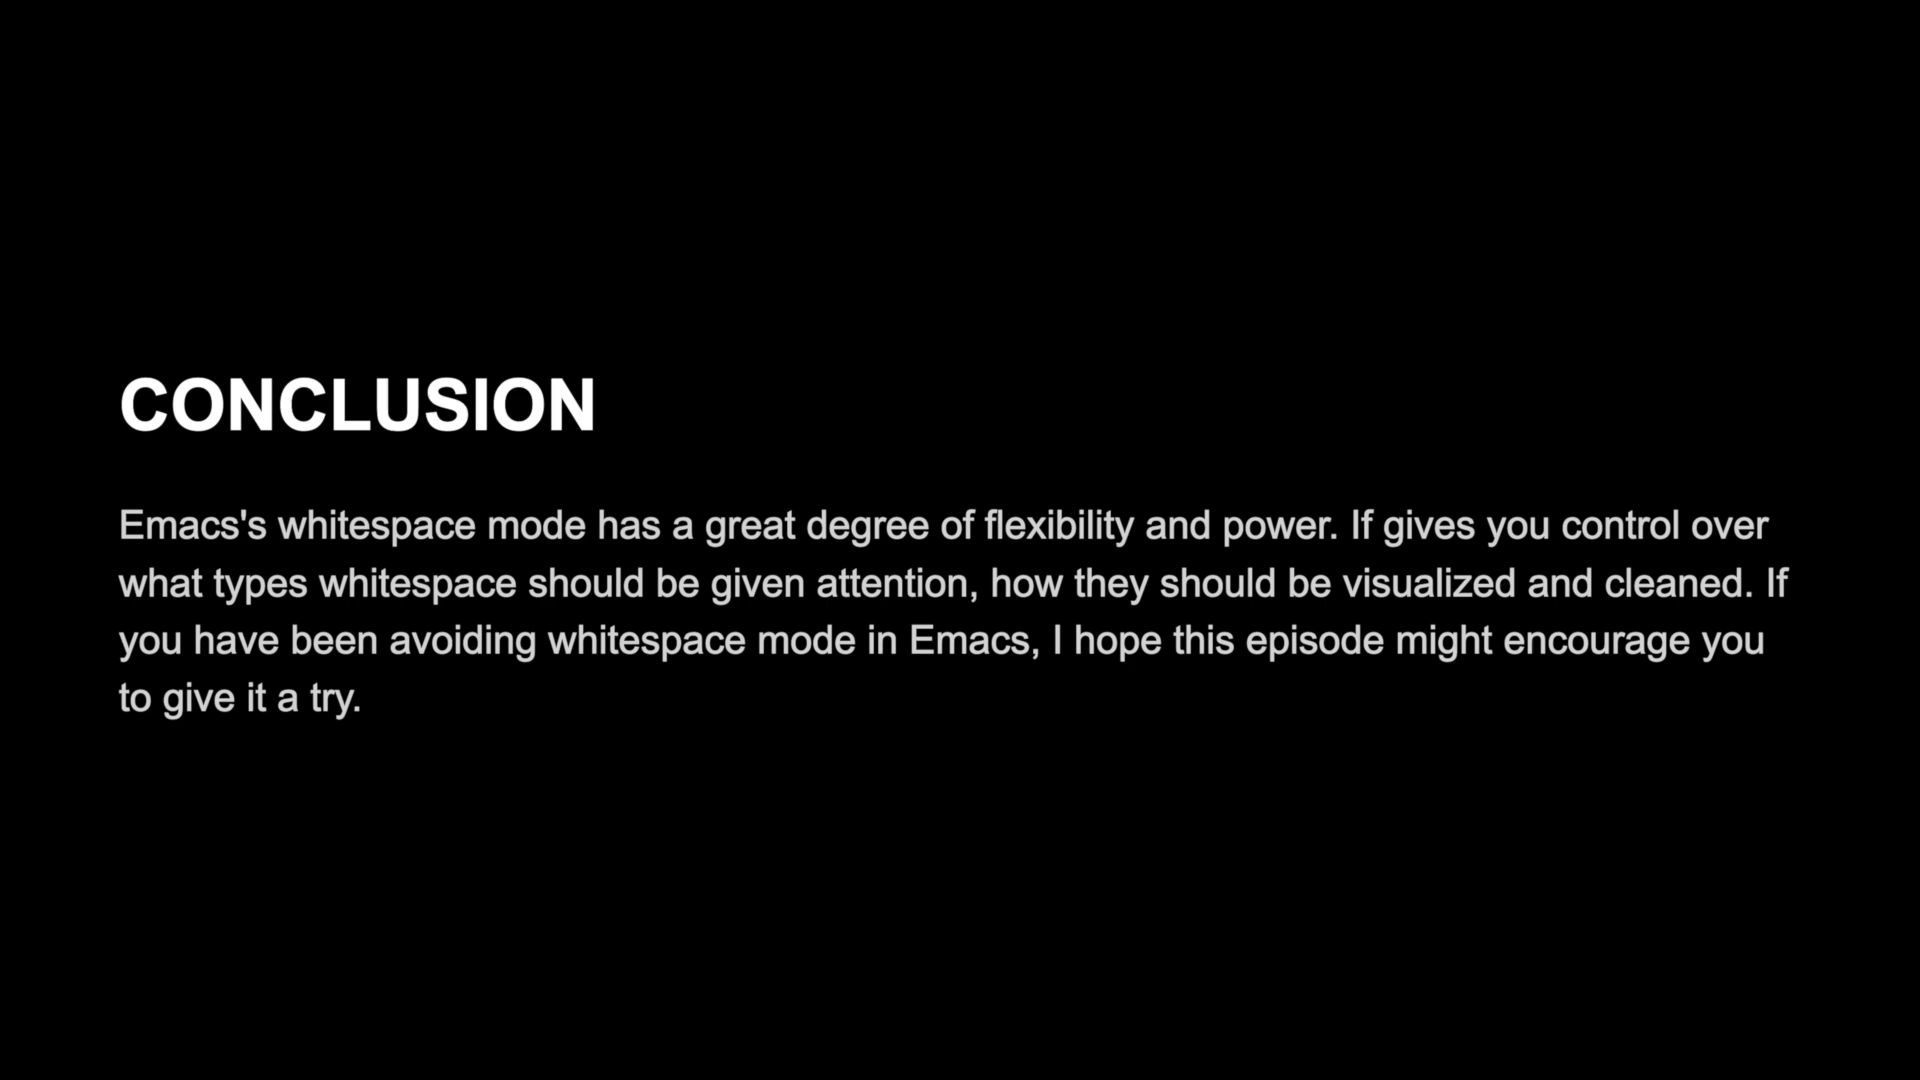 CONCLUSION
Emacs's whitespace mode has a great degree of flexibility and power. If gives you control over
what types whitespace should be given attention, how they should be visualized and cleaned. If
you have been avoiding whitespace mode in Emacs, I hope this episode might encourage you
to give it a try.